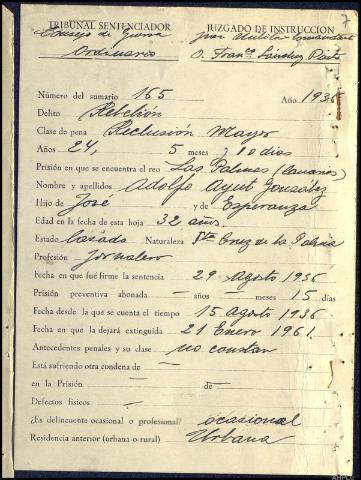 7
TRIBUNAL SENTENCIADOR
JUZGADO DE INSTRUCCION
Consejo de Guerra
Juez Militar Comandante
Ordinario
D. Franco Sánchez Pinto
Número del sumario 165 Año 1936
Delito Rebelión
Clase de pena Reclusión Mayor
Años 24, 5 meses y 10 días
Prisión en que se encuentra el reo Las Palmas (Canarias)
Nombre y apellidos Adolfo González
Hijo de José y de Esperanza
Edad en la fecha de esta hoja 32 años.
Estado Casado Naturaleza Sta Cruz de la Palma
Profesión Jornalero
Fecha en que fué firme la sentencia 29 Agosto 1936
Prisión preventiva abonada — años meses 15 días
Fecha desde la que se cuenta el tiempo 15 Agosto 1936
Fecha en que la dejará extinguida 21 Enero 1961
Antecedentes penales y su clase no constan
Está sufriendo otra condena de —
en la Prisión — de —
Defectos físicos —
¿Es delincuente ocasional o profesional? ocasional
Residencia anterior (urbana o rural) Urbana